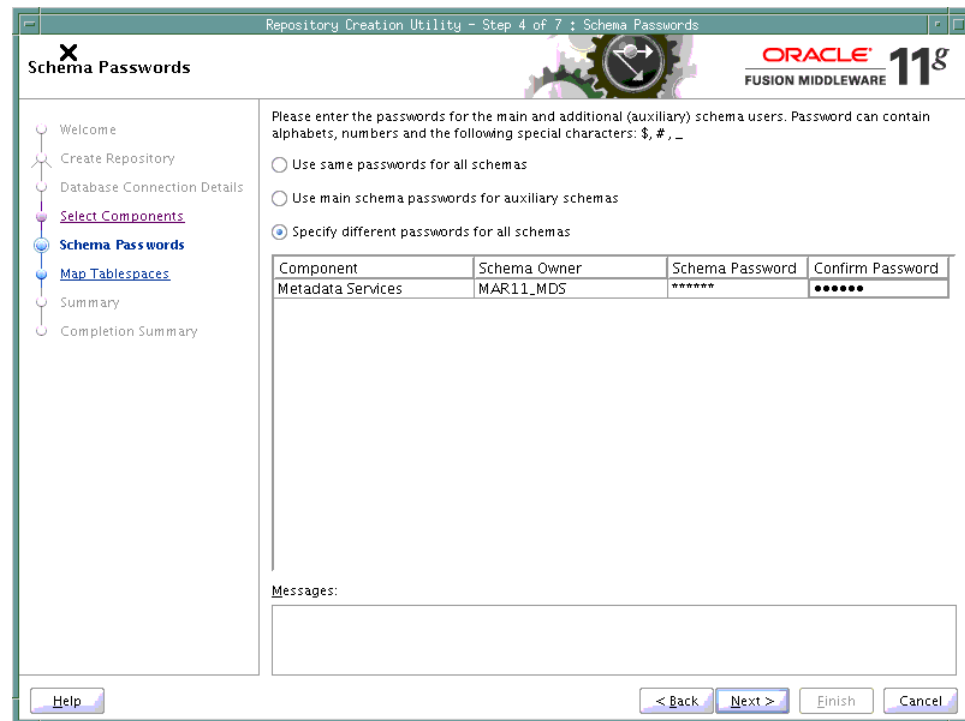 Repository Creation Utility - Step 4 of 7 : Schema Passwords
Schema Passwords
ORACLE
FUSION MIDDLEWARE
11g
Welcome
Create Repository
Database Connection Details
Select Components
Schema Passwords
Map Tablespaces
Summary
Completion Summary
Please enter the passwords for the main and additional (auxiliary) schema users. Password can contain
alphabets, numbers and the following special characters: $, # , _
Use same passwords for all schemas
Use main schema passwords for auxiliary schemas
Specify different passwords for all schemas
Component Schema Owner Schema Password Confirm Password
Metadata Services MAR11_MDS ****** ●●●●●●
Messages:
Help < Back Next > Finish Cancel